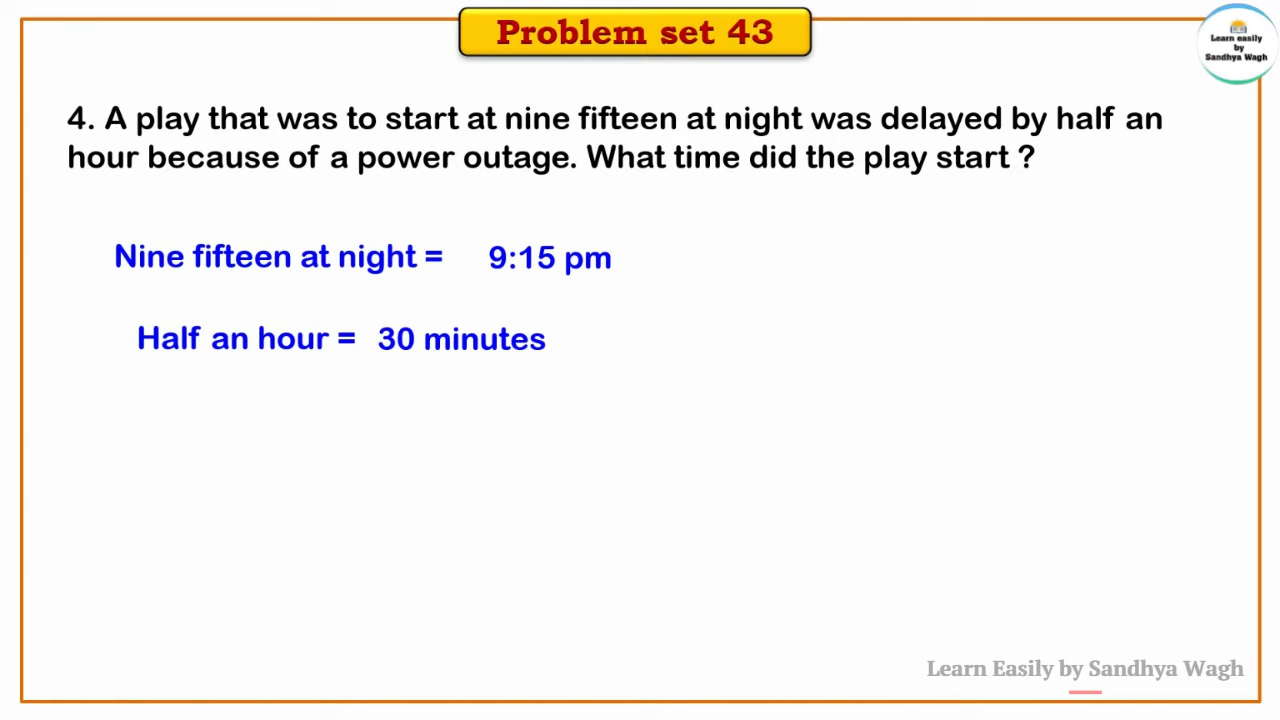 Problem set 43
Learn easily
by
Sandhya Wagh
4. A play that was to start at nine fifteen at night was delayed by half an
hour because of a power outage. What time did the play start ?
Nine fifteen at night = 9:15 pm
Half an hour = 30 minutes
Learn Easily by Sandhya Wagh